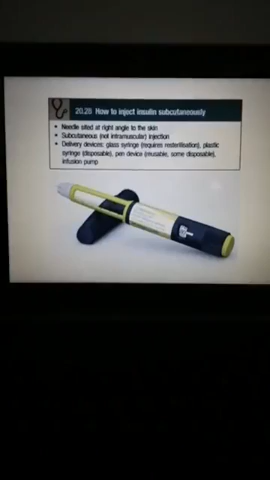 20.28 How to inject insulin subcutaneously
• Needle sited at right angle to the skin
• Subcutaneous (not intramuscular) injection
• Delivery devices: glass syringe (requires resterilisation), plastic
syringe (disposable), pen device (reusable, some disposable),
infusion pump